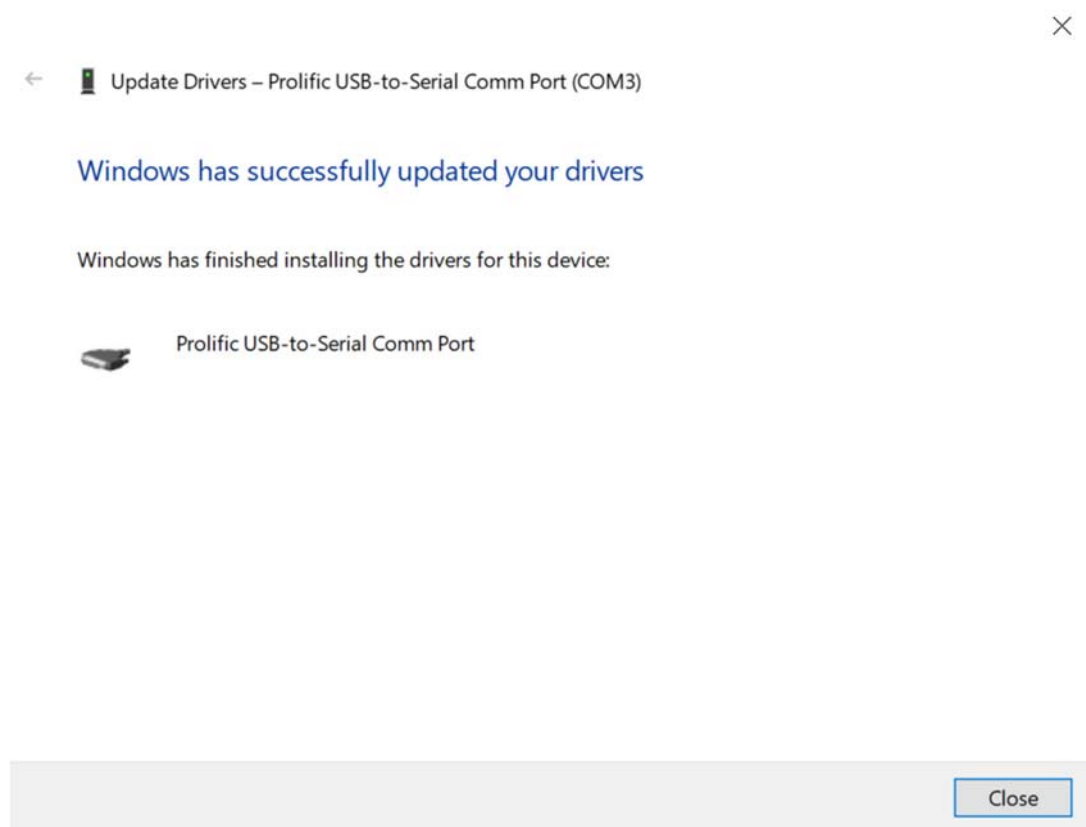 Update Drivers – Prolific USB-to-Serial Comm Port (COM3)
Windows has successfully updated your drivers
Windows has finished installing the drivers for this device:
Prolific USB-to-Serial Comm Port
Close